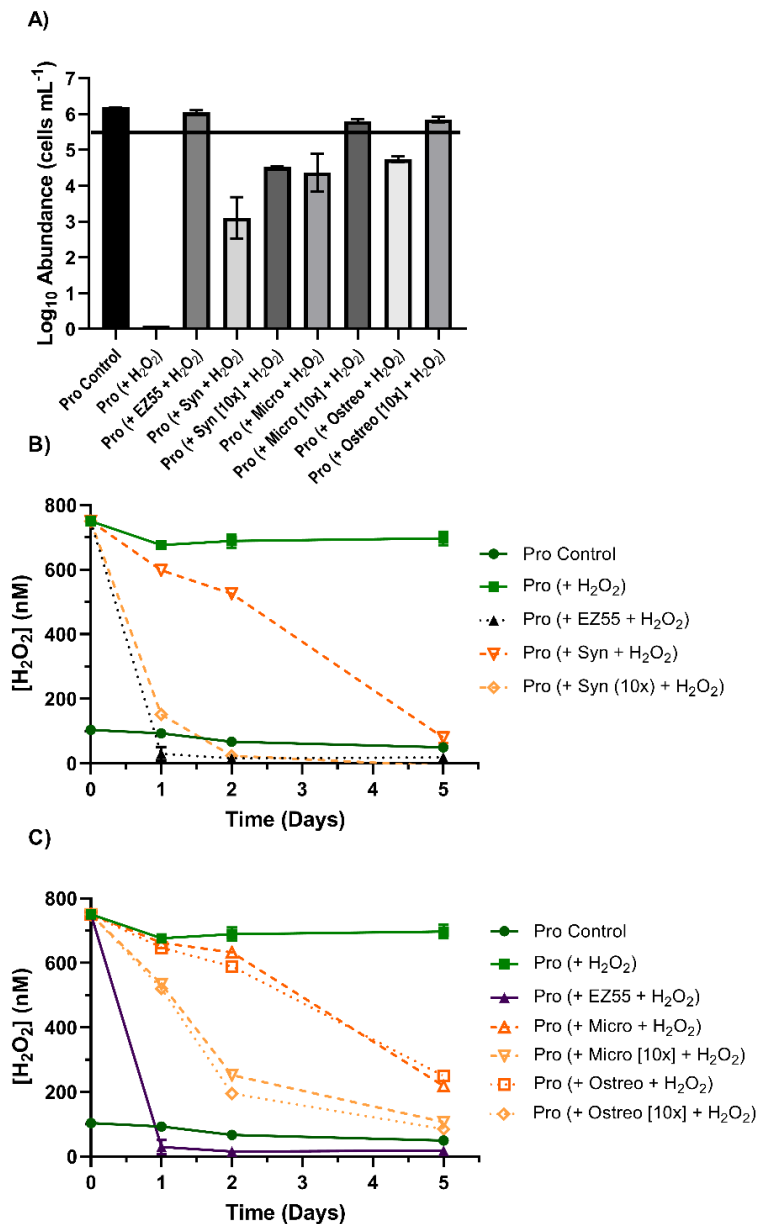 A)
Log₁₀ Abundance (cells mL⁻¹)
7
6
5
4
3
2
1
0
Pro Control
Pro (+ H₂O₂)
Pro (+ EZ55 + H₂O₂)
Pro (+ Syn + H₂O₂)
Pro (+ Syn [10x] + H₂O₂)
Pro (+ Micro + H₂O₂)
Pro (+ Micro [10x] + H₂O₂)
Pro (+ Ostreo + H₂O₂)
Pro (+ Ostreo [10x] + H₂O₂)
B)
[H₂O₂] (nM)
800
600
400
200
0
0 1 2 3 4 5
Time (Days)
Pro Control
Pro (+ H₂O₂)
Pro (+ EZ55 + H₂O₂)
Pro (+ Syn + H₂O₂)
Pro (+ Syn (10x) + H₂O₂)
C)
[H₂O₂] (nM)
800
600
400
200
0
0 1 2 3 4 5
Time (Days)
Pro Control
Pro (+ H₂O₂)
Pro (+ EZ55 + H₂O₂)
Pro (+ Micro + H₂O₂)
Pro (+ Micro [10x] + H₂O₂)
Pro (+ Ostreo + H₂O₂)
Pro (+ Ostreo [10x] + H₂O₂)